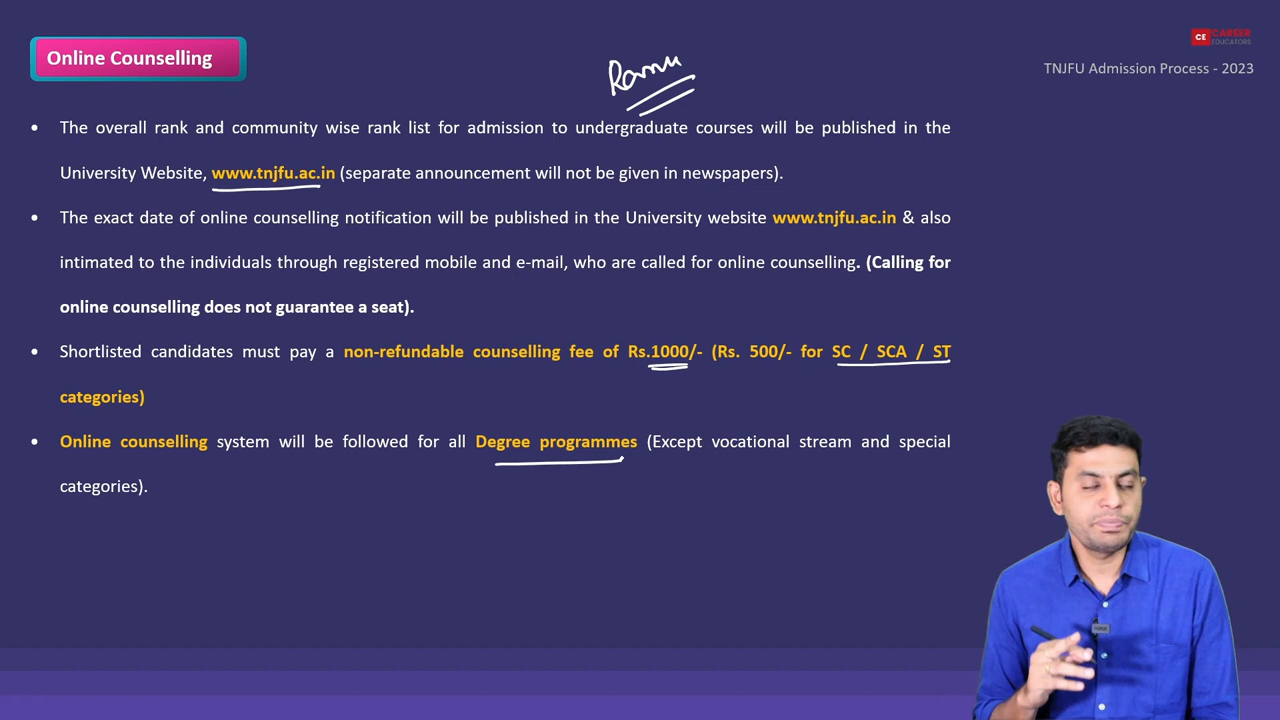 Online Counselling
CE CAREER EDUCATORS
TNJFU Admission Process - 2023
Ramu
• The overall rank and community wise rank list for admission to undergraduate courses will be published in the
University Website, www.tnjfu.ac.in (separate announcement will not be given in newspapers).
• The exact date of online counselling notification will be published in the University website www.tnjfu.ac.in & also
intimated to the individuals through registered mobile and e-mail, who are called for online counselling. (Calling for
online counselling does not guarantee a seat).
• Shortlisted candidates must pay a non-refundable counselling fee of Rs.1000/- (Rs. 500/- for SC / SCA / ST
categories)
• Online counselling system will be followed for all Degree programmes (Except vocational stream and special
categories).